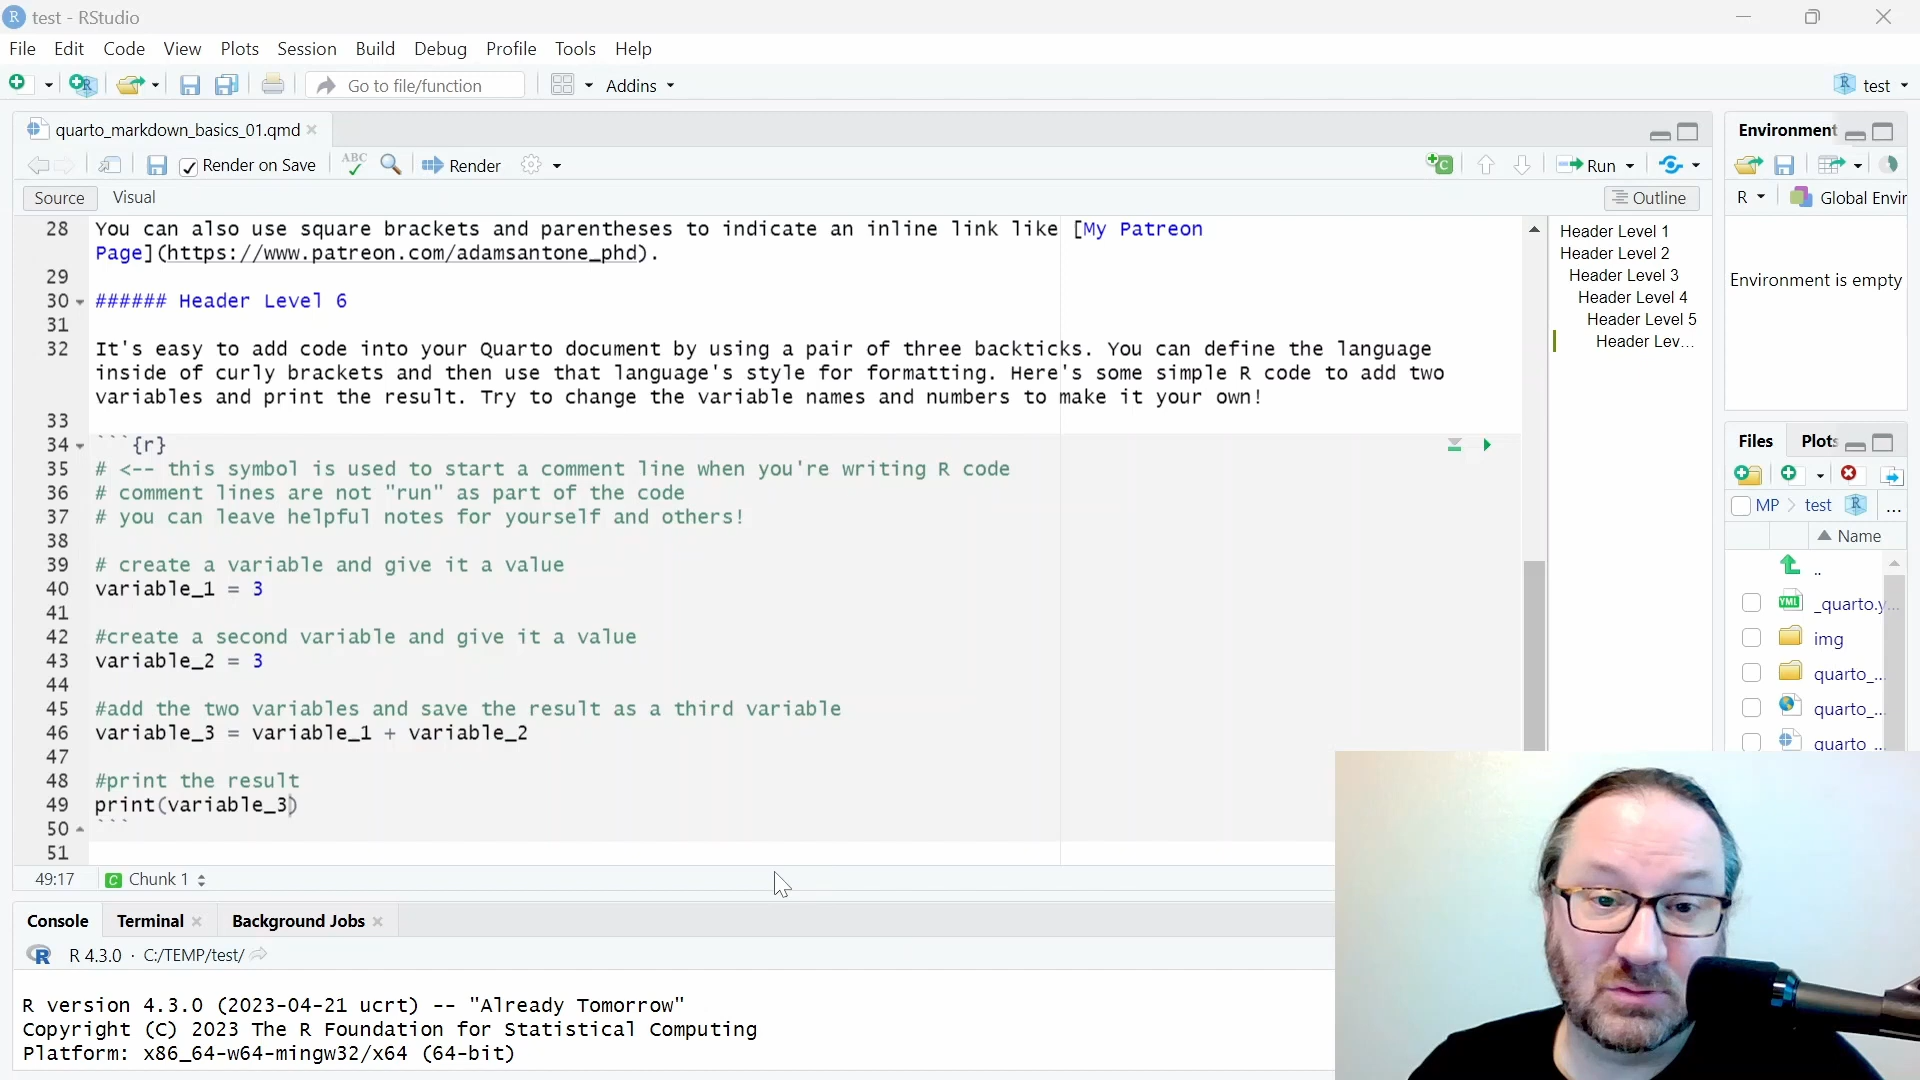 test - RStudio
File Edit Code View Plots Session Build Debug Profile Tools Help
Go to file/function Addins test
quarto_markdown_basics_01.qmd
Render on Save Render Run
Source Visual Outline
28 You can also use square brackets and parentheses to indicate an inline link like [My Patreon
Page](https://www.patreon.com/adamsantone_phd).
29
30 ###### Header Level 6
31
32 It's easy to add code into your Quarto document by using a pair of three backticks. You can define the language
inside of curly brackets and then use that language's style for formatting. Here's some simple R code to add two
variables and print the result. Try to change the variable names and numbers to make it your own!
33
34 ```{r}
35 # <-- this symbol is used to start a comment line when you're writing R code
36 # comment lines are not "run" as part of the code
37 # you can leave helpful notes for yourself and others!
38
39 # create a variable and give it a value
40 variable_1 = 3
41
42 #create a second variable and give it a value
43 variable_2 = 3
44
45 #add the two variables and save the result as a third variable
46 variable_3 = variable_1 + variable_2
47
48 #print the result
49 print(variable_3)
50 ```
51
49:17 Chunk 1
Header Level 1
Header Level 2
Header Level 3
Header Level 4
Header Level 5
Header Lev...
Environment
R Global Envir
Environment is empty
Files Plots
MP test ...
Name
..
_quarto.y...
img
quarto_...
quarto_...
quarto_...
Console Terminal Background Jobs
R 4.3.0 · C:/TEMP/test/
R version 4.3.0 (2023-04-21 ucrt) -- "Already Tomorrow"
Copyright (C) 2023 The R Foundation for Statistical Computing
Platform: x86_64-w64-mingw32/x64 (64-bit)